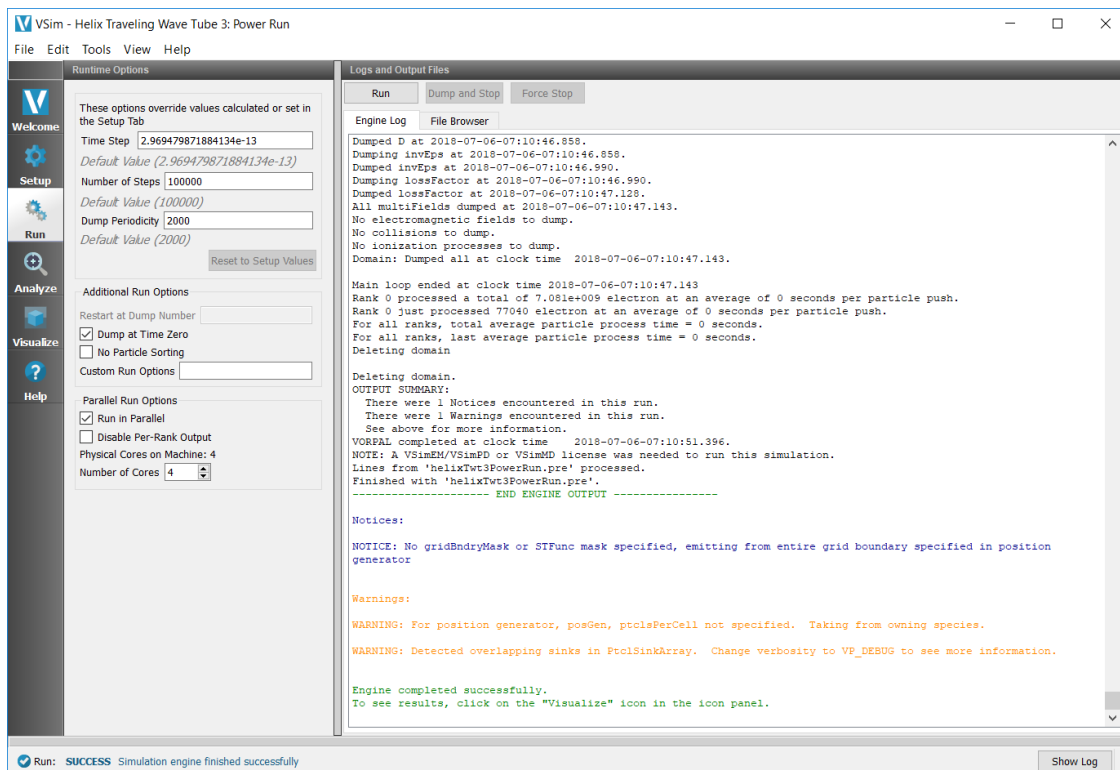 VSim - Helix Traveling Wave Tube 3: Power Run
File Edit Tools View Help
Runtime Options
Welcome
Setup
Run
Analyze
Visualize
Help
These options override values calculated or set in
the Setup Tab
Time Step 2.969479871884134e-13
Default Value (2.969479871884134e-13)
Number of Steps 100000
Default Value (100000)
Dump Periodicity 2000
Default Value (2000)
Reset to Setup Values
Additional Run Options
Restart at Dump Number
Dump at Time Zero
No Particle Sorting
Custom Run Options
Parallel Run Options
Run in Parallel
Disable Per-Rank Output
Physical Cores on Machine: 4
Number of Cores 4
Logs and Output Files
Run Dump and Stop Force Stop
Engine Log File Browser
Dumped D at 2018-07-06-07:10:46.858.
Dumping invEps at 2018-07-06-07:10:46.858.
Dumped invEps at 2018-07-06-07:10:46.990.
Dumping lossFactor at 2018-07-06-07:10:46.990.
Dumped lossFactor at 2018-07-06-07:10:47.128.
All multiFields dumped at 2018-07-06-07:10:47.143.
No electromagnetic fields to dump.
No collisions to dump.
No ionization processes to dump.
Domain: Dumped all at clock time 2018-07-06-07:10:47.143.
Main loop ended at clock time 2018-07-06-07:10:47.143
Rank 0 processed a total of 7.081e+009 electron at an average of 0 seconds per particle push.
Rank 0 just processed 77040 electron at an average of 0 seconds per particle push.
For all ranks, total average particle process time = 0 seconds.
For all ranks, last average particle process time = 0 seconds.
Deleting domain
Deleting domain.
OUTPUT SUMMARY:
There were 1 Notices encountered in this run.
There were 1 Warnings encountered in this run.
See above for more information.
VORPAL completed at clock time 2018-07-06-07:10:51.396.
NOTE: A VSimEM/VSimPD or VSimMD license was needed to run this simulation.
Lines from 'helixTwt3PowerRun.pre' processed.
Finished with 'helixTwt3PowerRun.pre'.
--------------------- END ENGINE OUTPUT ----------------
Notices:
NOTICE: No gridBndryMask or STFunc mask specified, emitting from entire grid boundary specified in position
generator
Warnings:
WARNING: For position generator, posGen, ptclsPerCell not specified. Taking from owning species.
WARNING: Detected overlapping sinks in PtclSinkArray. Change verbosity to VP_DEBUG to see more information.
Engine completed successfully.
To see results, click on the "Visualize" icon in the icon panel.
Run: SUCCESS Simulation engine finished successfully
Show Log